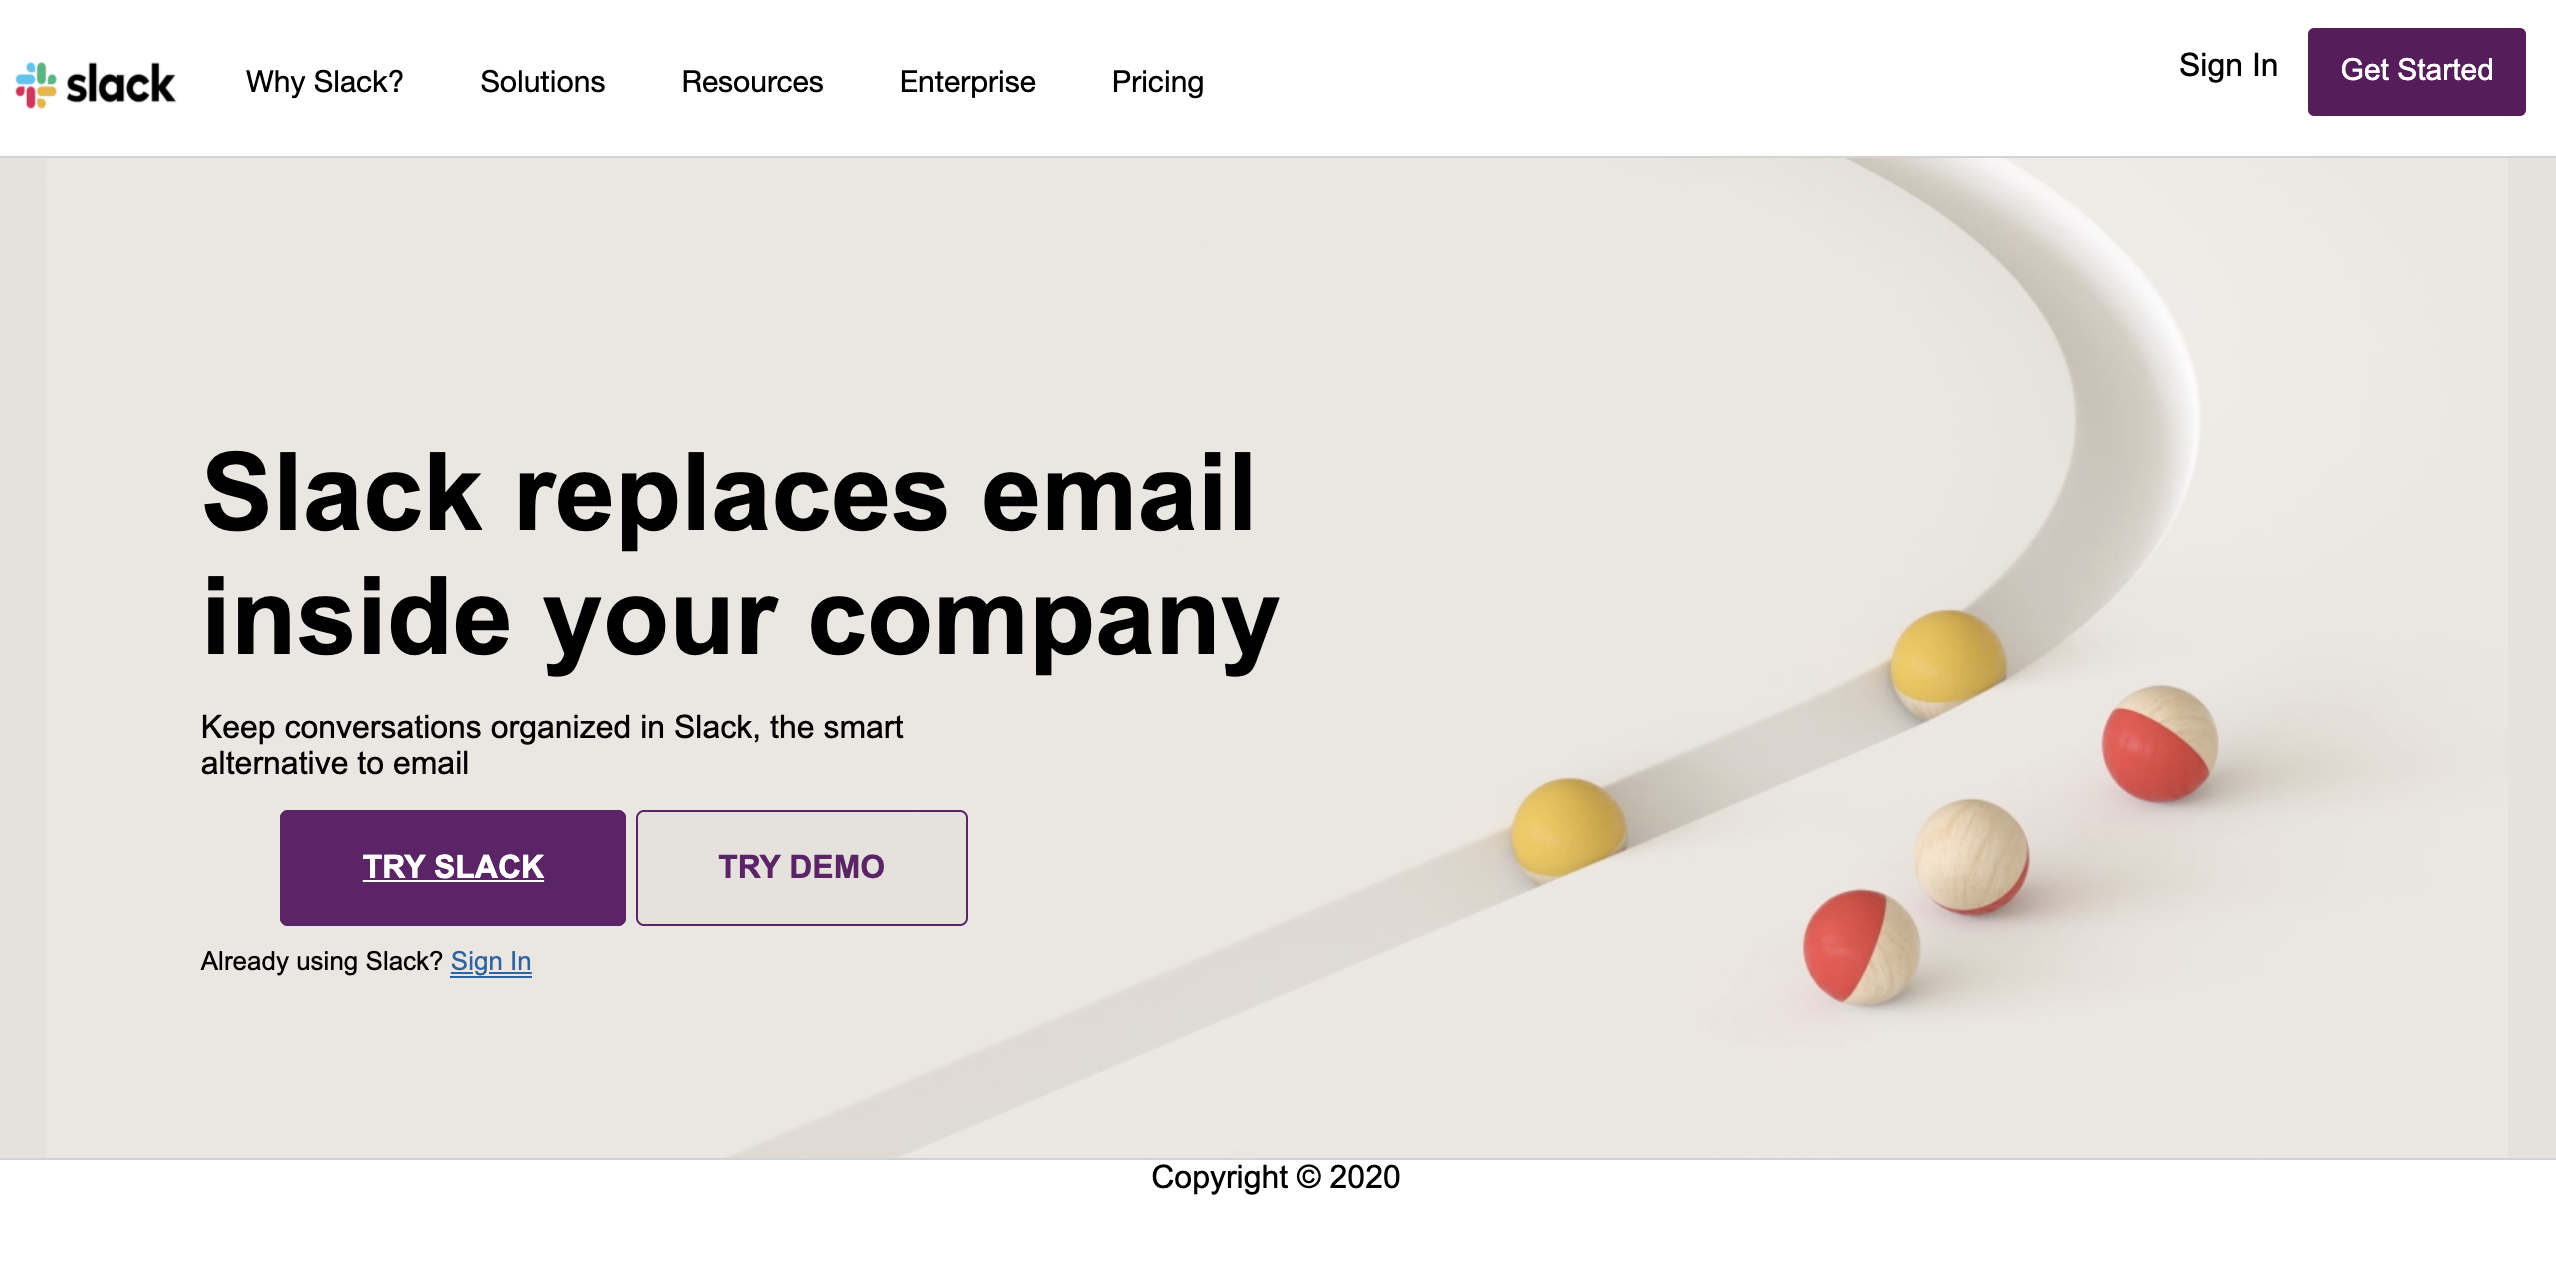 slack
Why Slack?
Solutions
Resources
Enterprise
Pricing
Sign In
Get Started
Slack replaces email
inside your company
Keep conversations organized in Slack, the smart
alternative to email
TRY SLACK
TRY DEMO
Already using Slack? Sign In
Copyright © 2020